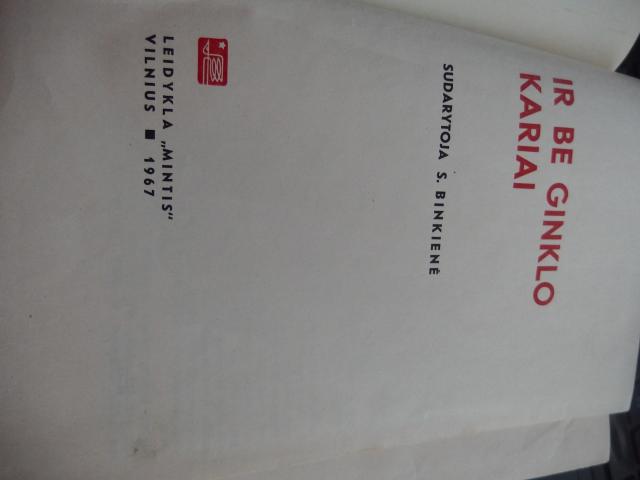 IR BE GINKLO
KARIAI
SUDARYTOJA S. BINKIENĖ
LEIDYKLA „MINTIS“
VILNIUS ■ 1967